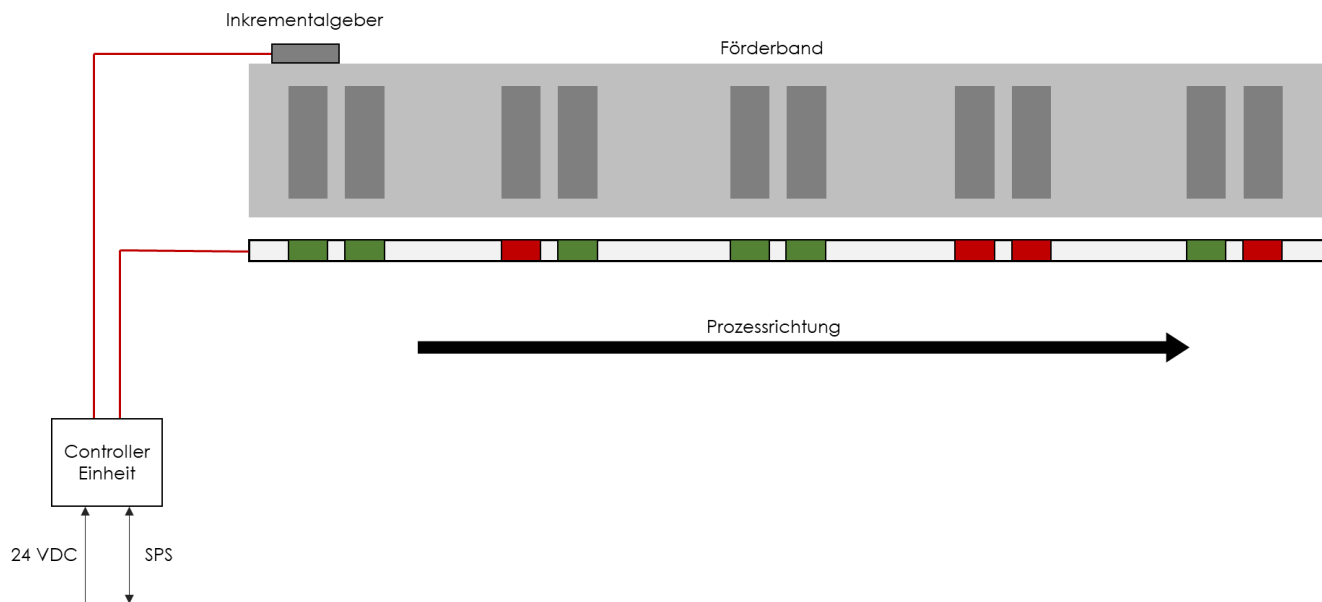 Inkrementalgeber
Förderband
Prozessrichtung
Controller
Einheit
24 VDC
SPS